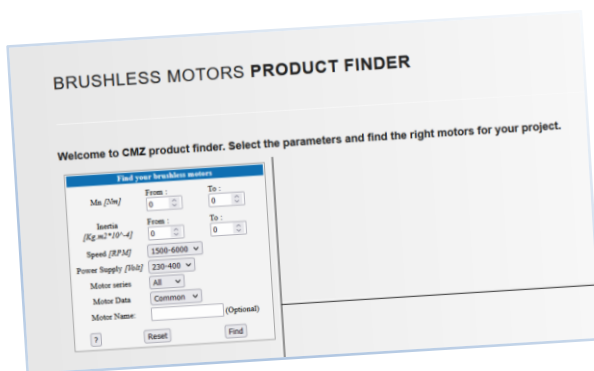 BRUSHLESS MOTORS PRODUCT FINDER
Welcome to CMZ product finder. Select the parameters and find the right motors for your project.
Find your brushless motors
Mn [Nm] From : 0 To : 0
Inertia [Kg.m2*10^-4] From : 0 To : 0
Speed [RPM] 1500-6000
Power Supply [Volt] 230-400
Motor series All
Motor Data Common
Motor Name: (Optional)
? Reset Find